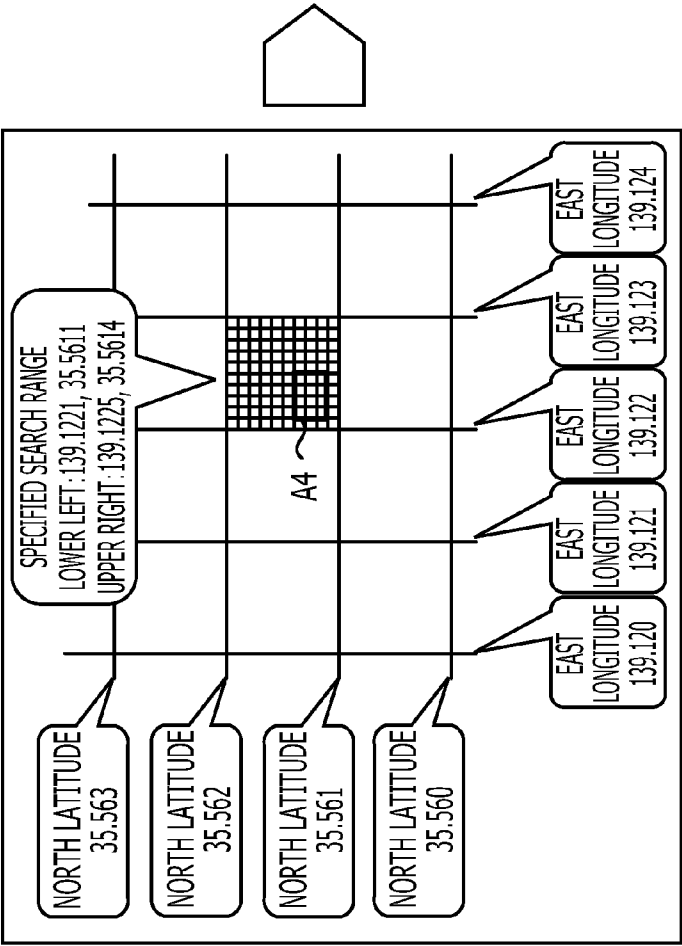 SPECIFIED SEARCH RANGE
LOWER LEFT: 139.1221, 35.5611
UPPER RIGHT: 139.1225, 35.5614
NORTH LATITUDE
35.563
NORTH LATITUDE
35.562
NORTH LATITUDE
35.561
NORTH LATITUDE
35.560
A4
EAST
LONGITUDE
139.120
EAST
LONGITUDE
139.121
EAST
LONGITUDE
139.122
EAST
LONGITUDE
139.123
EAST
LONGITUDE
139.124